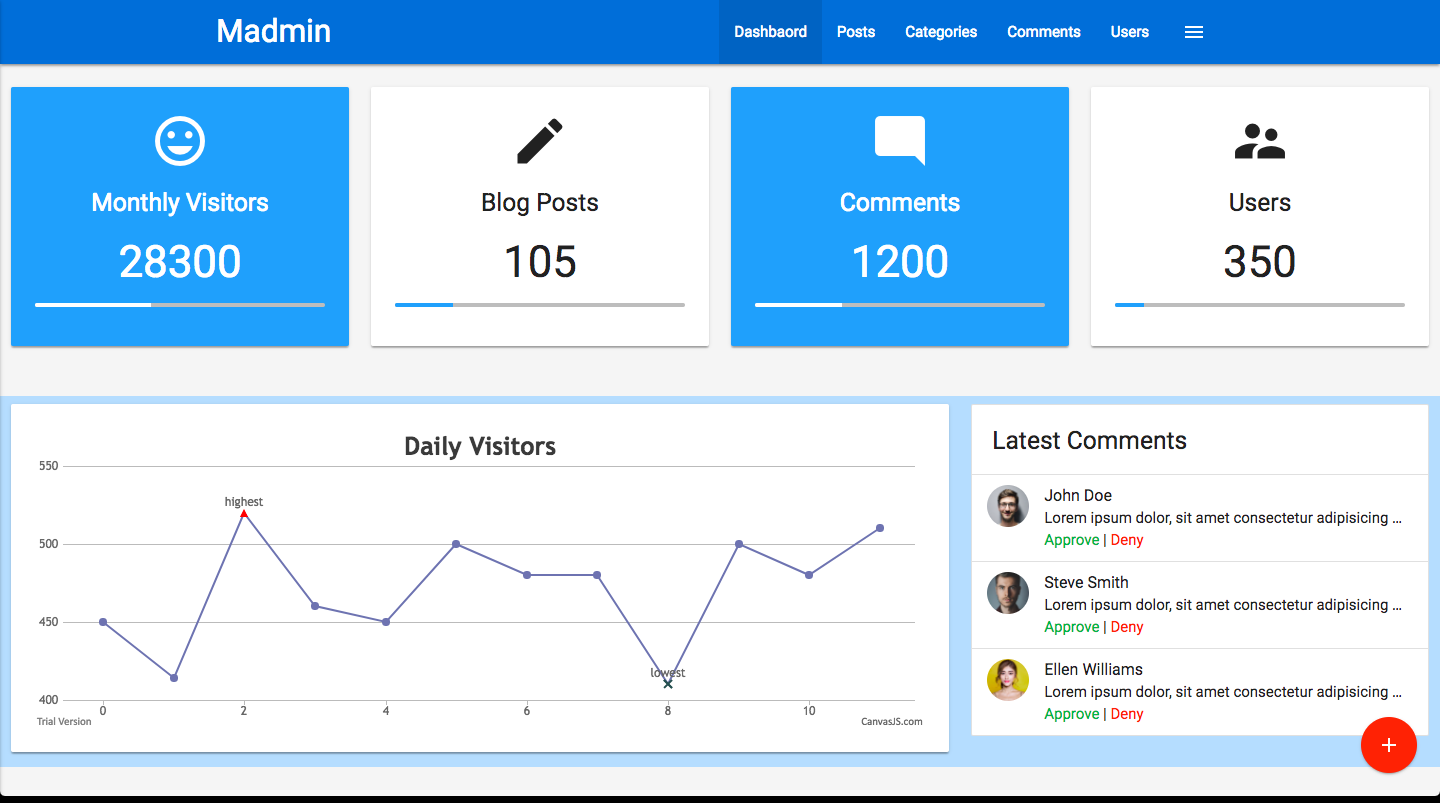 Madmin
Dashbaord Posts Categories Comments Users
Monthly Visitors
28300
Blog Posts
105
Comments
1200
Users
350
Daily Visitors
550
500
450
400
highest
lowest
0 2 4 6 8 10
Trial Version
CanvasJS.com
Latest Comments
John Doe
Lorem ipsum dolor, sit amet consectetur adipisicing ...
Approve | Deny
Steve Smith
Lorem ipsum dolor, sit amet consectetur adipisicing ...
Approve | Deny
Ellen Williams
Lorem ipsum dolor, sit amet consectetur adipisicing ...
Approve | Deny
+